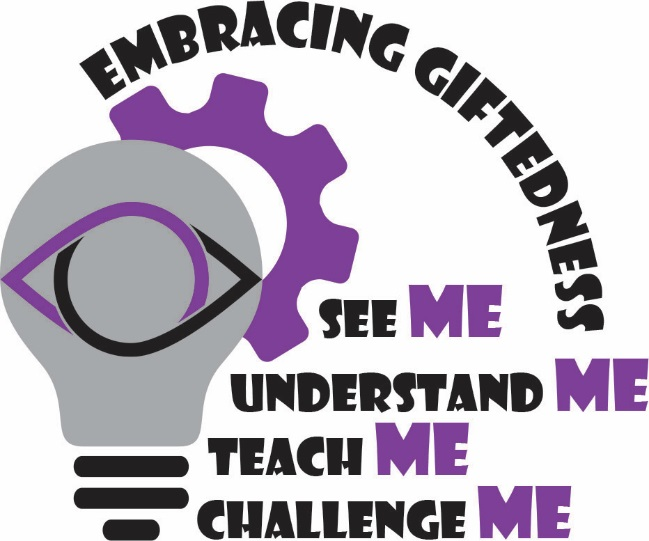 EMBRACING GIFTEDNESS
SEE ME
UNDERSTAND ME
TEACH ME
CHALLENGE ME